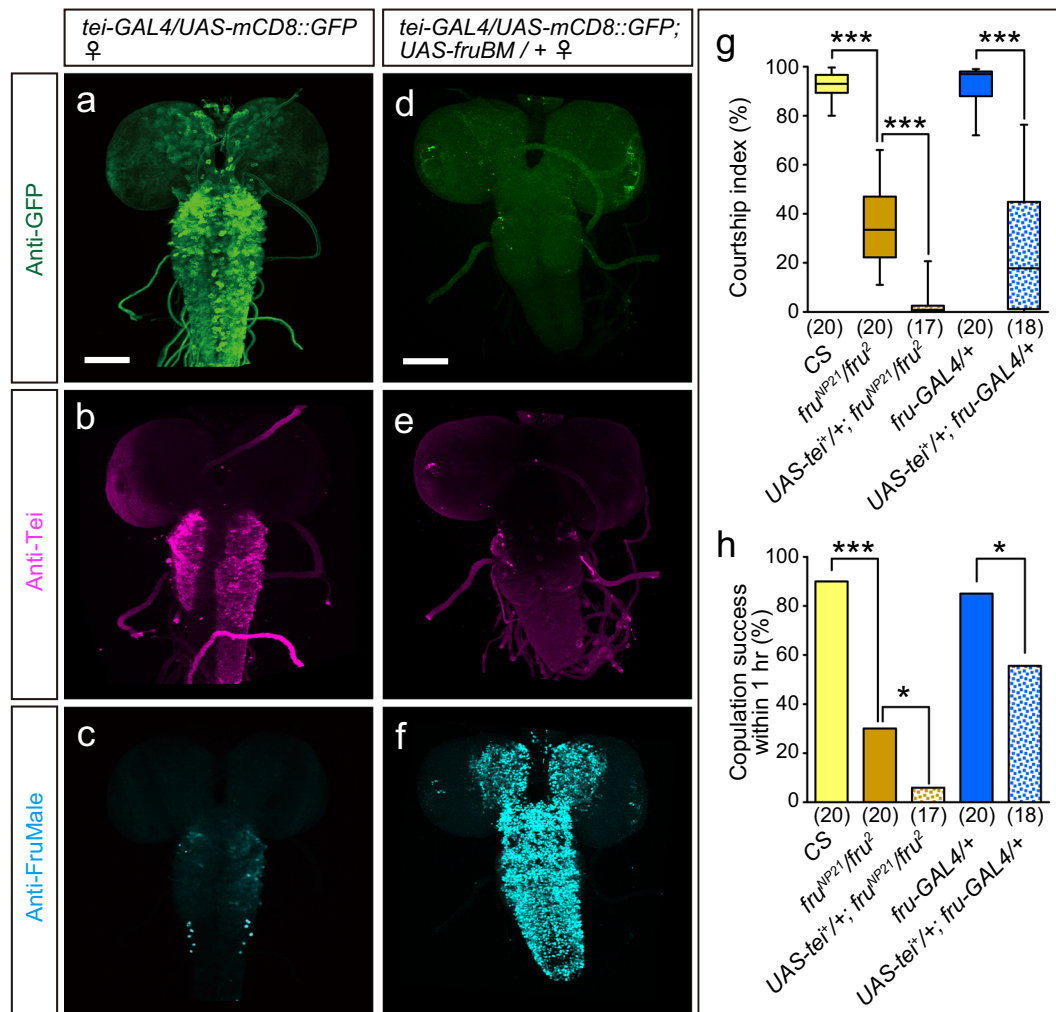 tei-GAL4/UAS-mCD8::GFP
♀
tei-GAL4/UAS-mCD8::GFP;
UAS-fruBM / + ♀
Anti-GFP
Anti-Tei
Anti-FruMale
a
d
b
e
c
f
g
Courtship index (%)
100
80
60
40
20
0
***
***
***
(20)
(20)
(17)
(20)
(18)
CS
fruᴺᴾ²¹/fru²
UAS-tei⁺/+; fruᴺᴾ²¹/fru²
fru-GAL4/+
UAS-tei⁺/+; fru-GAL4/+
h
Copulation success
within 1 hr (%)
100
80
60
40
20
0
***
*
*
(20)
(20)
(17)
(20)
(18)
CS
fruᴺᴾ²¹/fru²
UAS-tei⁺/+; fruᴺᴾ²¹/fru²
fru-GAL4/+
UAS-tei⁺/+; fru-GAL4/+